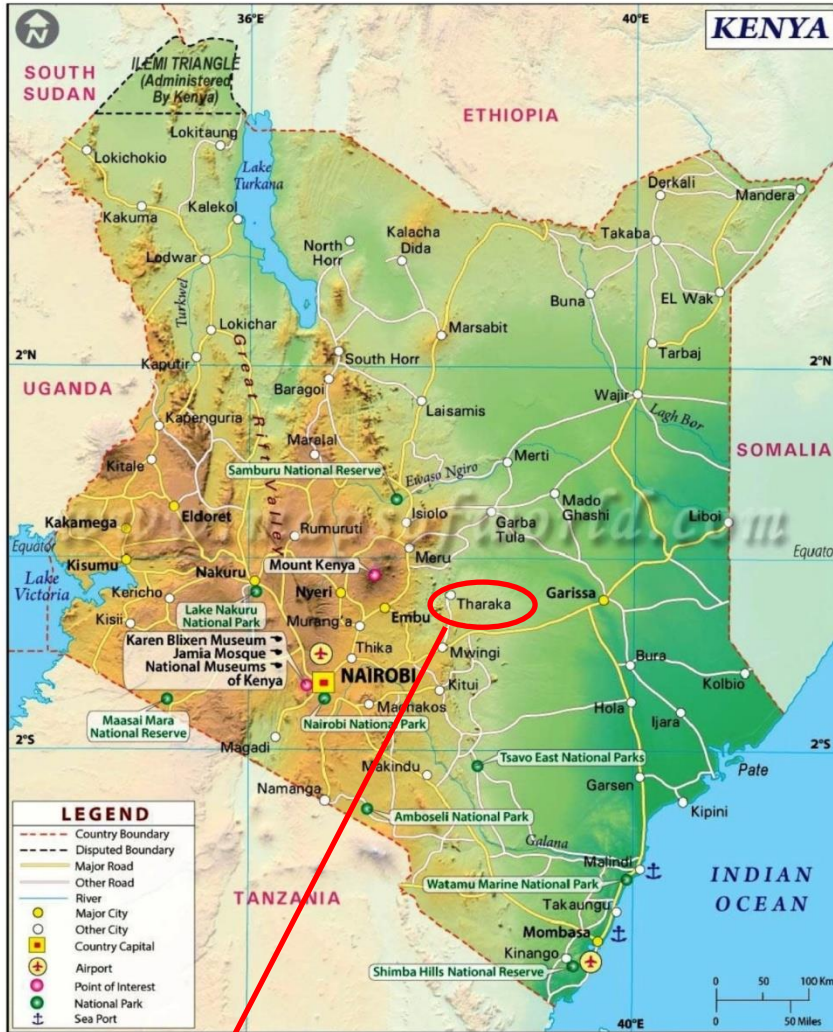 36°E
40°E
KENYA
SOUTH
SUDAN
ILEMI TRIANGLE
(Administered
By Kenya)
ETHIOPIA
Lokitaung
Lokichokio
Lake
Turkana
Derkali
Mandera
Kakuma
Kalekol
North
Horr
Kalacha
Dida
Takaba
Lodwar
Turkwel
Buna
EL Wak
Lokichar
Marsabit
2°N
Kaputir
South Horr
Tarbaj
2°N
UGANDA
Great Rift Valley
Baragoi
Laisamis
Wajir
Lagh Bor
Kapenguria
Maralal
SOMALIA
Kitale
Samburu National Reserve
Ewaso Ngiro
Merti
Eldoret
Isiolo
Mado
Ghashi
Kakamega
Rumuruti
Garba
Tula
Liboi
www.mapsofworld.com
Equator
Meru
Equator
Kisumu
Mount Kenya
Lake
Victoria
Nakuru
Kericho
Nyeri
Tharaka
Garissa
Lake Nakuru
National Park
Embu
Kisii
Murang'a
Karen Blixen Museum
Jamia Mosque
National Museums
of Kenya
Thika
Mwingi
Bura
NAIROBI
Kitui
Kolbio
Maasai Mara
National Reserve
Nairobi National Park
Machakos
Hola
Ijara
2°S
Magadi
Tsavo East National Parks
2°S
Makindu
Pate
Namanga
Garsen
Kipini
Amboseli National Park
Galana
Malindi
INDIAN
OCEAN
TANZANIA
Watamu Marine National Park
Takaungu
Mombasa
Kinango
Shimba Hills National Reserve
LEGEND
Country Boundary
Disputed Boundary
Major Road
Other Road
River
Major City
Other City
Country Capital
Airport
Point of Interest
National Park
Sea Port
0 50 100 Km
0 50 Miles
40°E
N